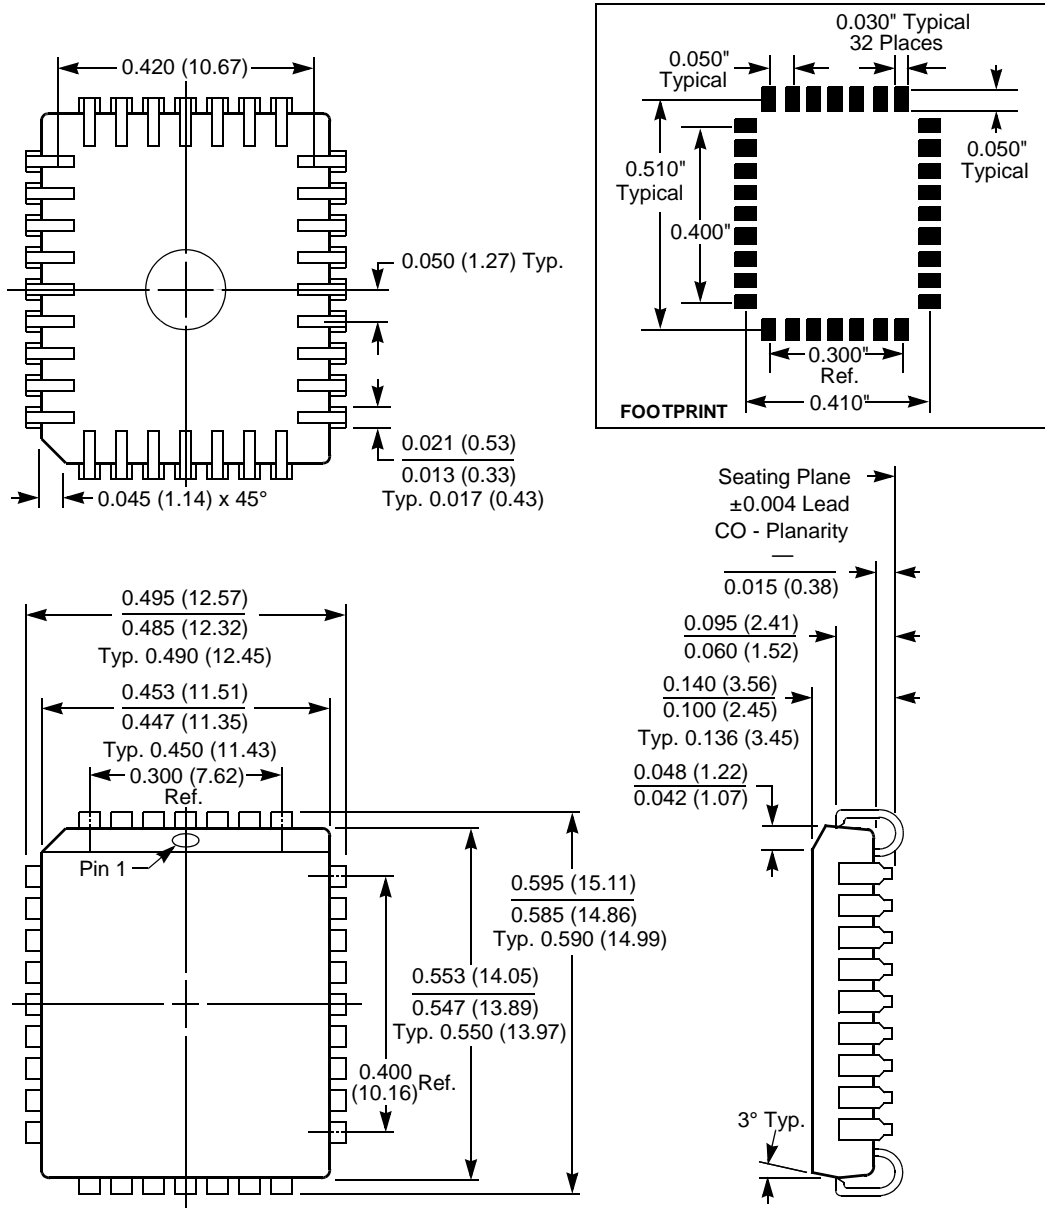 0.420 (10.67)
0.050 (1.27) Typ.
0.021 (0.53)
0.013 (0.33)
Typ. 0.017 (0.43)
0.045 (1.14) x 45°
0.030" Typical
32 Places
0.050"
Typical
0.050"
Typical
0.510"
Typical
0.400"
0.300"
Ref.
0.410"
FOOTPRINT
Seating Plane
±0.004 Lead
CO - Planarity
—
0.015 (0.38)
0.095 (2.41)
0.060 (1.52)
0.140 (3.56)
0.100 (2.45)
Typ. 0.136 (3.45)
0.048 (1.22)
0.042 (1.07)
3° Typ.
0.495 (12.57)
0.485 (12.32)
Typ. 0.490 (12.45)
0.453 (11.51)
0.447 (11.35)
Typ. 0.450 (11.43)
0.300 (7.62)
Ref.
Pin 1
0.595 (15.11)
0.585 (14.86)
Typ. 0.590 (14.99)
0.553 (14.05)
0.547 (13.89)
Typ. 0.550 (13.97)
0.400
(10.16)
Ref.